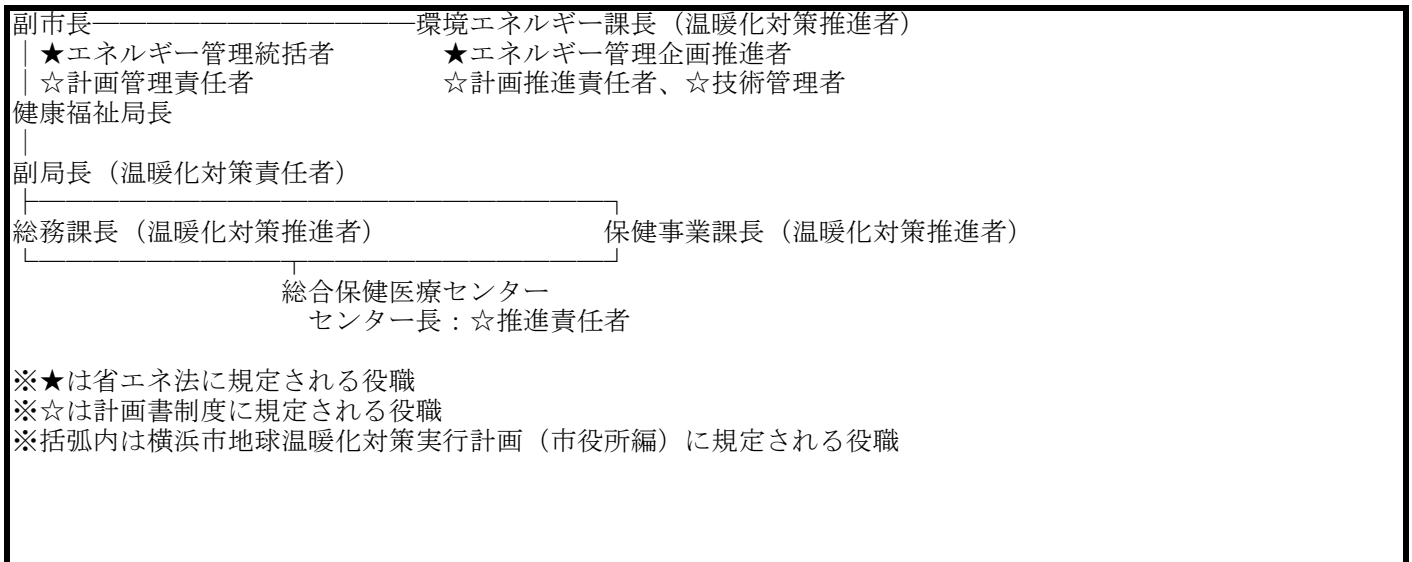 副市長────────────環境エネルギー課長（温暖化対策推進者）
│★エネルギー管理統括者　　　　★エネルギー管理企画推進者
│☆計画管理責任者　　　　　　　☆計画推進責任者、☆技術管理者
健康福祉局長
│
副局長（温暖化対策責任者）
├─────────────────────┐
総務課長（温暖化対策推進者）　　　　　　　　保健事業課長（温暖化対策推進者）
└─────────┬───────────┘
総合保健医療センター
センター長：☆推進責任者
※★は省エネ法に規定される役職
※☆は計画書制度に規定される役職
※括弧内は横浜市地球温暖化対策実行計画（市役所編）に規定される役職